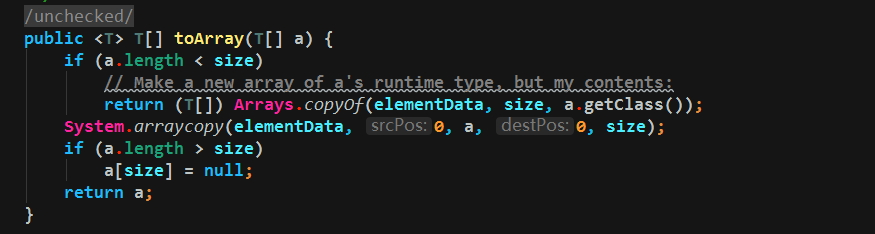 /unchecked/
public <T> T[] toArray(T[] a) {
    if (a.length < size)
        // Make a new array of a's runtime type, but my contents:
        return (T[]) Arrays.copyOf(elementData, size, a.getClass());
    System.arraycopy(elementData, srcPos: 0, a, destPos: 0, size);
    if (a.length > size)
        a[size] = null;
    return a;
}